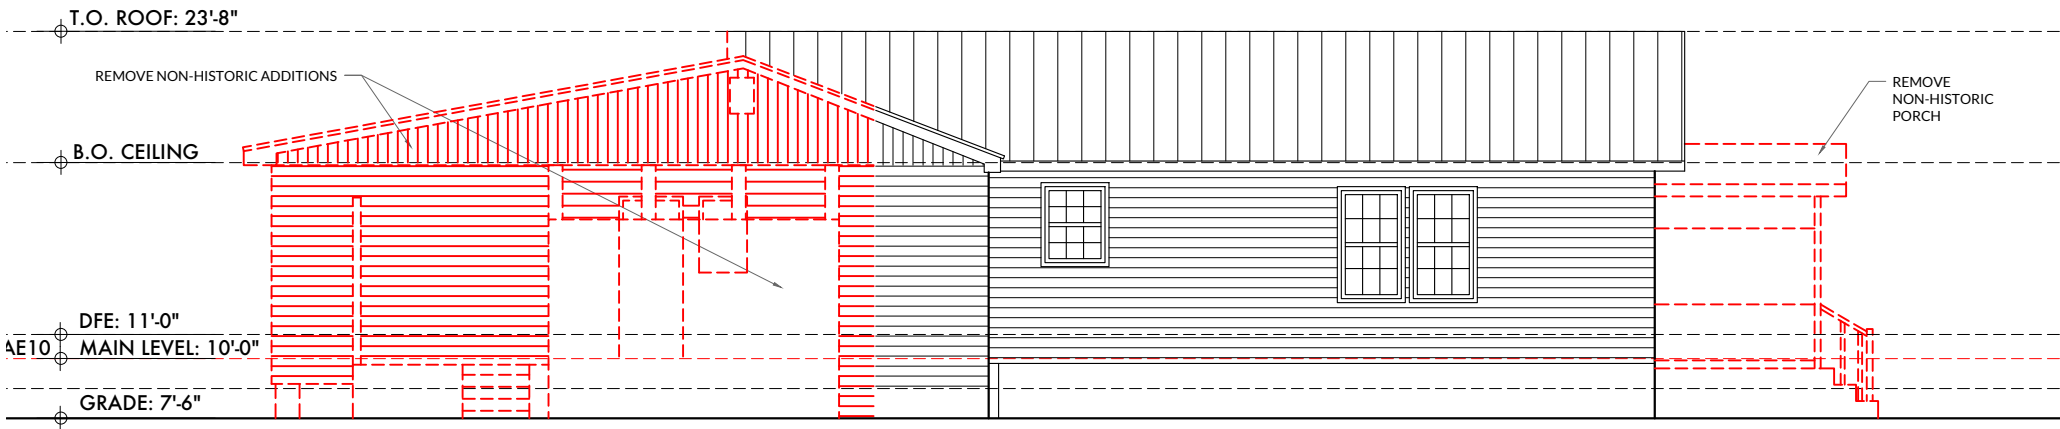 T.O. ROOF: 23'-8"
REMOVE NON-HISTORIC ADDITIONS
REMOVE
NON-HISTORIC
PORCH
B.O. CEILING
DFE: 11'-0"
AE10 MAIN LEVEL: 10'-0"
GRADE: 7'-6"